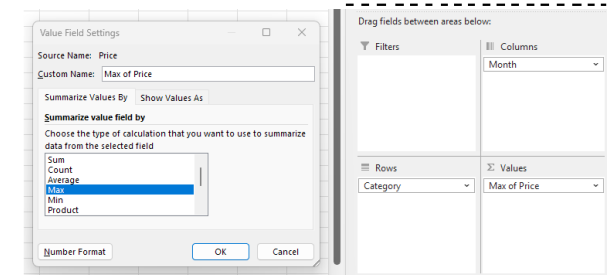 Value Field Settings
Source Name: Price
Custom Name: Max of Price
Summarize Values By Show Values As
Summarize value field by
Choose the type of calculation that you want to use to summarize
data from the selected field
Sum
Count
Average
Max
Min
Product
Number Format OK Cancel
Drag fields between areas below:
Filters
Columns
Month
Rows
Category
Σ Values
Max of Price